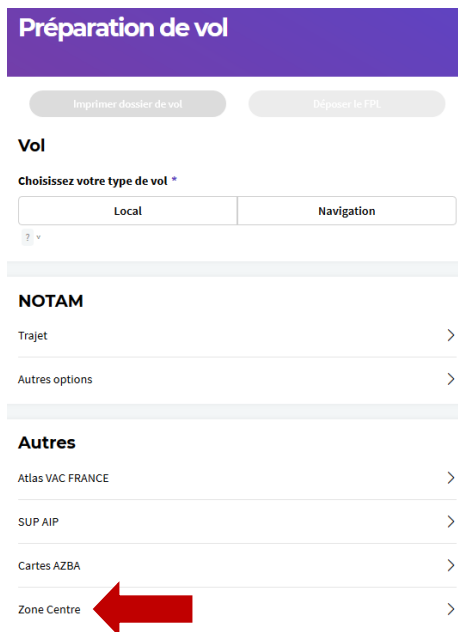 Préparation de vol
Imprimer dossier de vol
Déposer le FPL
Vol
Choisissez votre type de vol *
Local
Navigation
?
NOTAM
Trajet
Autres options
Autres
Atlas VAC FRANCE
SUP AIP
Cartes AZBA
Zone Centre